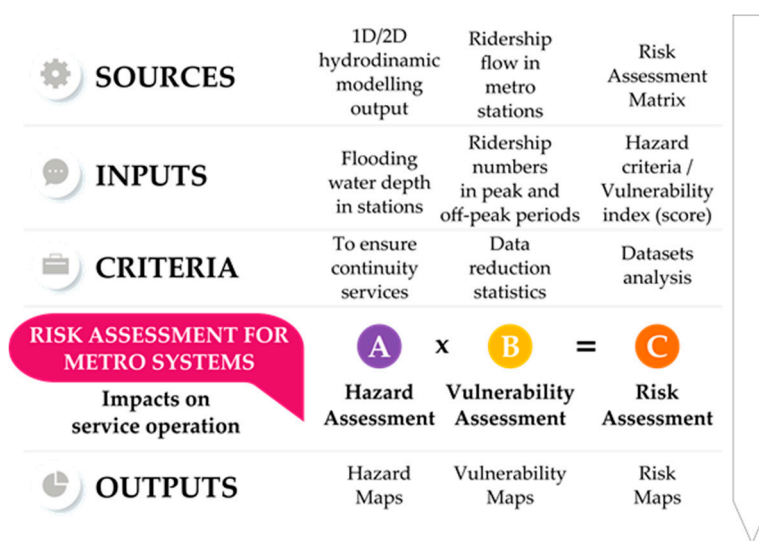 SOURCES
1D/2D
hydrodinamic
modelling
output
Ridership
flow in
metro
stations
Risk
Assessment
Matrix
INPUTS
Flooding
water depth
in stations
Ridership
numbers
in peak and
off-peak periods
Hazard
criteria /
Vulnerability
index (score)
CRITERIA
To ensure
continuity
services
Data
reduction
statistics
Datasets
analysis
RISK ASSESSMENT FOR
METRO SYSTEMS
Impacts on
service operation
A x B = C
Hazard
Assessment
Vulnerability
Assessment
Risk
Assessment
OUTPUTS
Hazard
Maps
Vulnerability
Maps
Risk
Maps